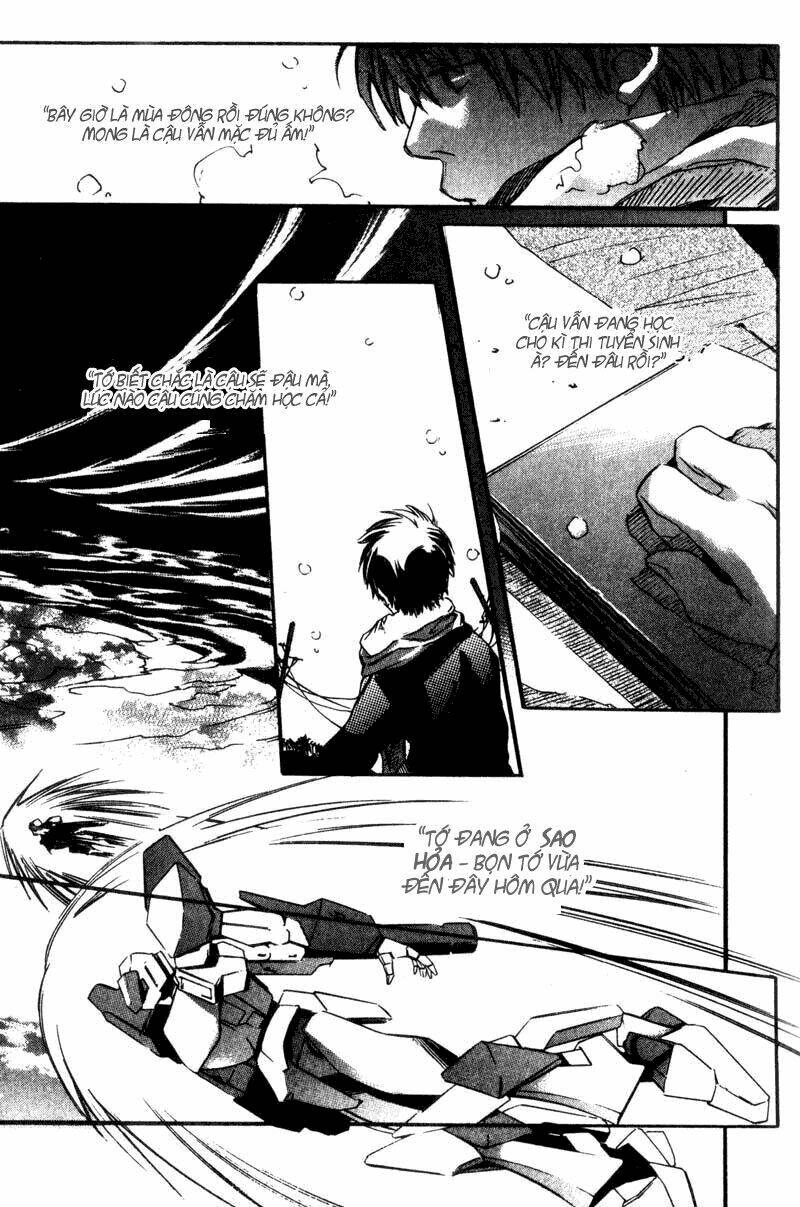 "BÂY GIỜ LÀ MÙA ĐÔNG RỒI ĐÚNG KHÔNG?
MONG LÀ CẬU VẪN MẶC ĐỦ ẤM!"
"CẬU VẪN ĐANG HỌC
CHO KÌ THI TUYỂN SINH
À? ĐẾN ĐÂU RỒI?"
"TỚ BIẾT CHẮC LÀ CẬU SẼ ĐẬU MÀ,
LÚC NÀO CẬU CŨNG CHĂM HỌC CẢ!"
"TỚ ĐANG Ở SAO
HỎA – BỌN TỚ VỪA
ĐẾN ĐÂY HÔM QUA!"